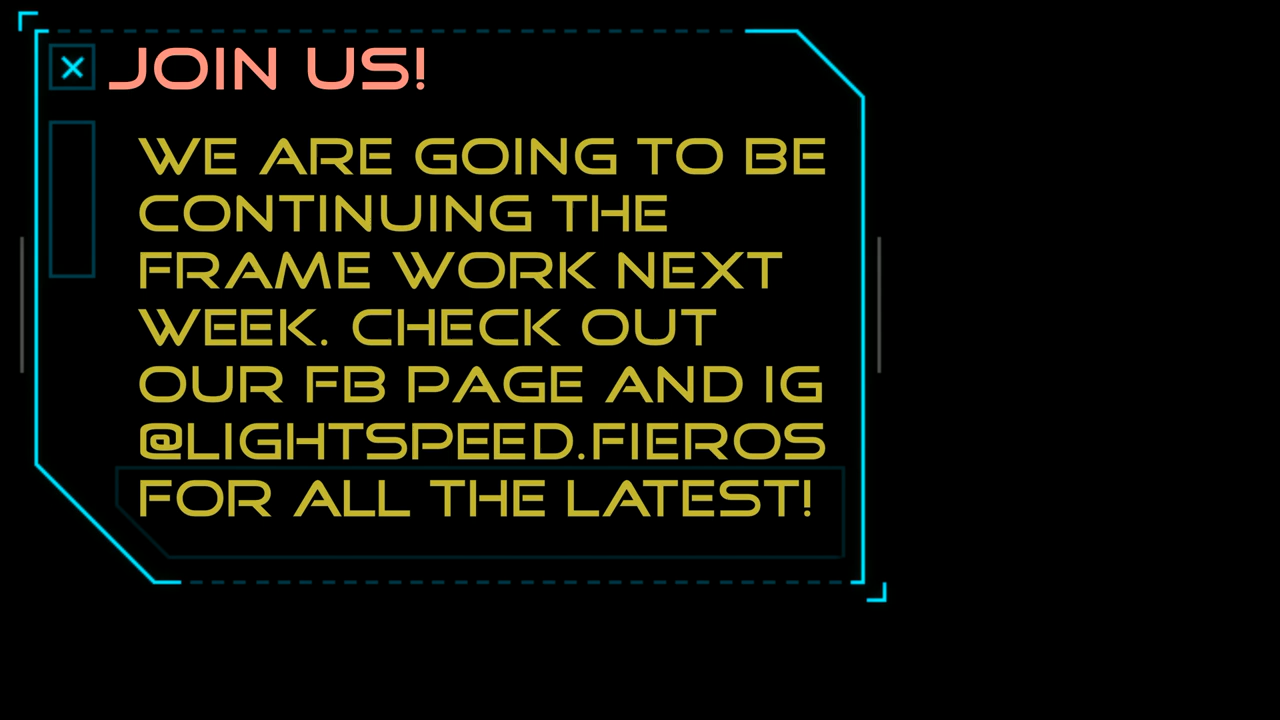 JOIN US!
WE ARE GOING TO BE
CONTINUING THE
FRAME WORK NEXT
WEEK. CHECK OUT
OUR FB PAGE AND IG
@LIGHTSPEED.FIEROS
FOR ALL THE LATEST!